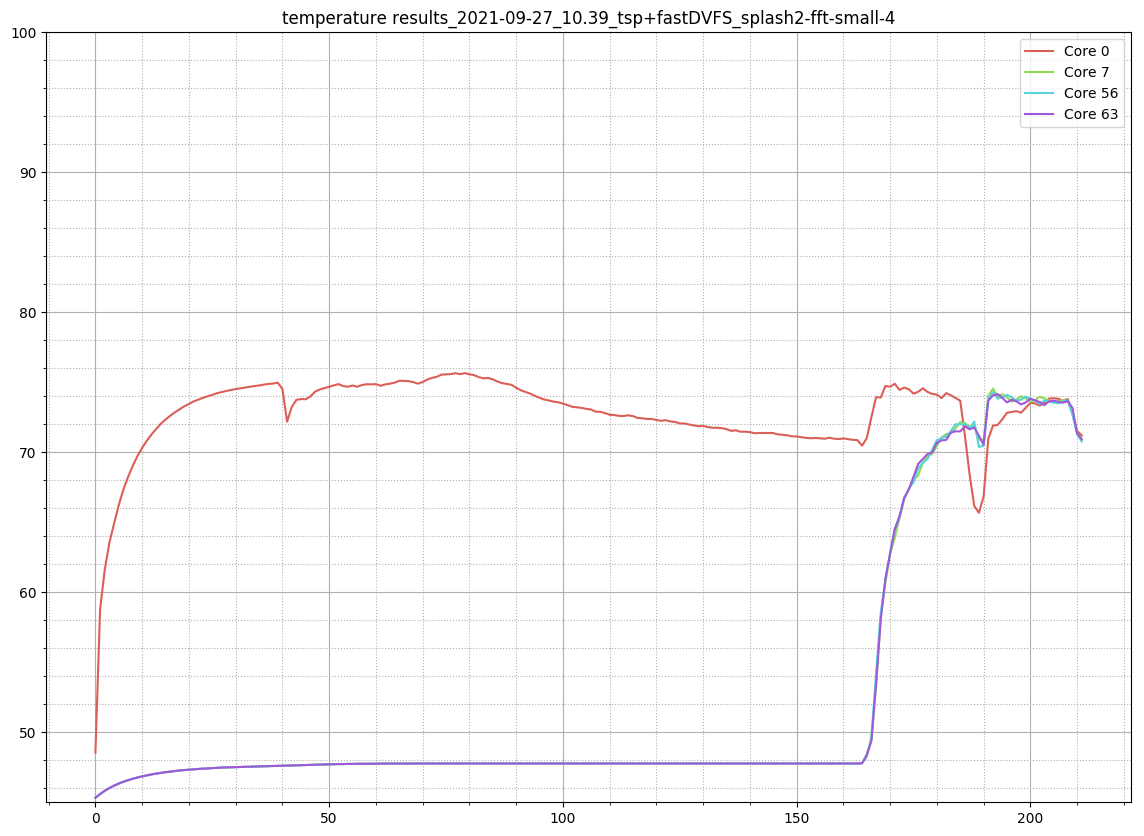 temperature results_2021-09-27_10.39_tsp+fastDVFS_splash2-fft-small-4
100
90
80
70
60
50
0
50
100
150
200
Core 0
Core 7
Core 56
Core 63